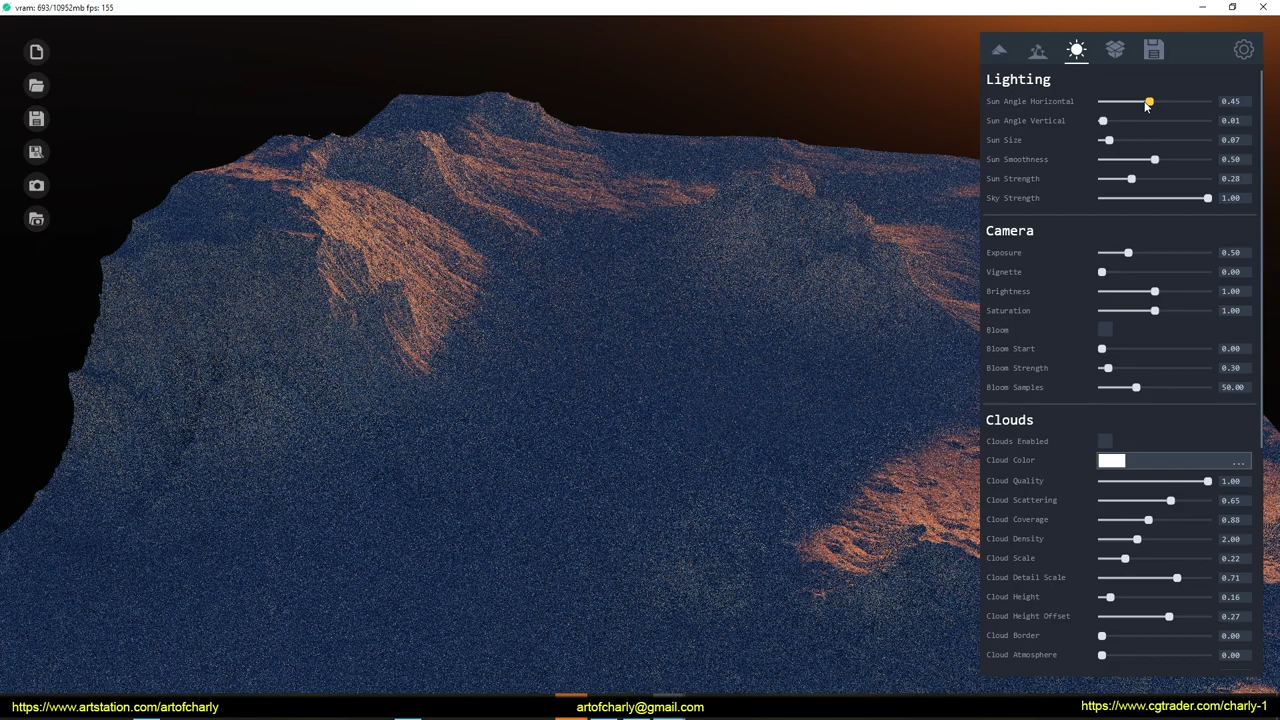 vram: 693/10952mb fps: 155
Lighting
Sun Angle Horizontal 0.45
Sun Angle Vertical 0.01
Sun Size 0.07
Sun Smoothness 0.50
Sun Strength 0.28
Sky Strength 1.00
Camera
Exposure 0.50
Vignette 0.00
Brightness 1.00
Saturation 1.00
Bloom
Bloom Start 0.00
Bloom Strength 0.30
Bloom Samples 50.00
Clouds
Clouds Enabled
Cloud Color ...
Cloud Quality 1.00
Cloud Scattering 0.65
Cloud Coverage 0.88
Cloud Density 2.00
Cloud Scale 0.22
Cloud Detail Scale 0.71
Cloud Height 0.16
Cloud Height Offset 0.27
Cloud Border 0.00
Cloud Atmosphere 0.00
https://www.artstation.com/artofcharly artofcharly@gmail.com https://www.cgtrader.com/charly-1